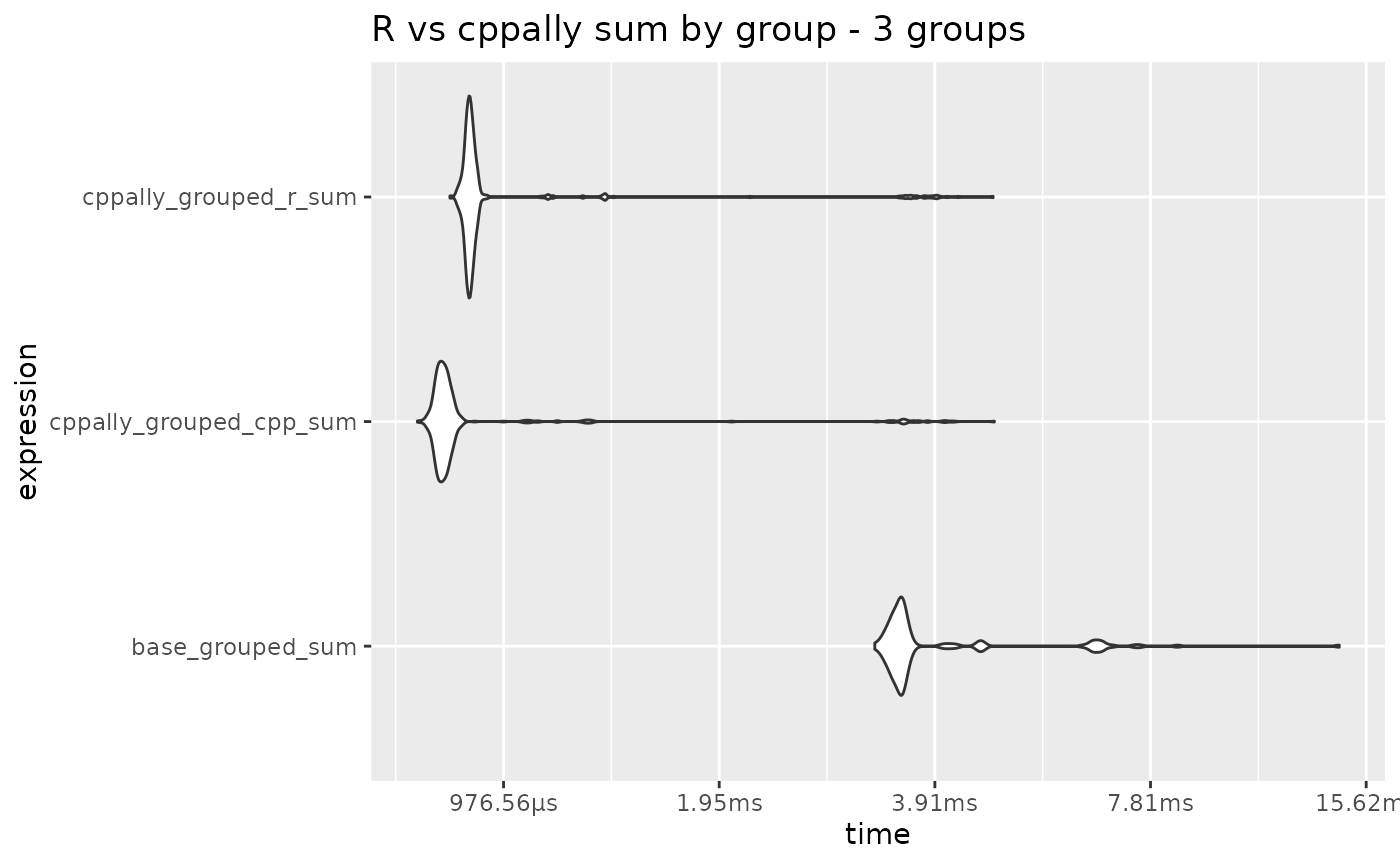 R vs cppally sum by group - 3 groups
expression
cppally_grouped_r_sum
cppally_grouped_cpp_sum
base_grouped_sum
976.56µs 1.95ms 3.91ms 7.81ms 15.62m
time